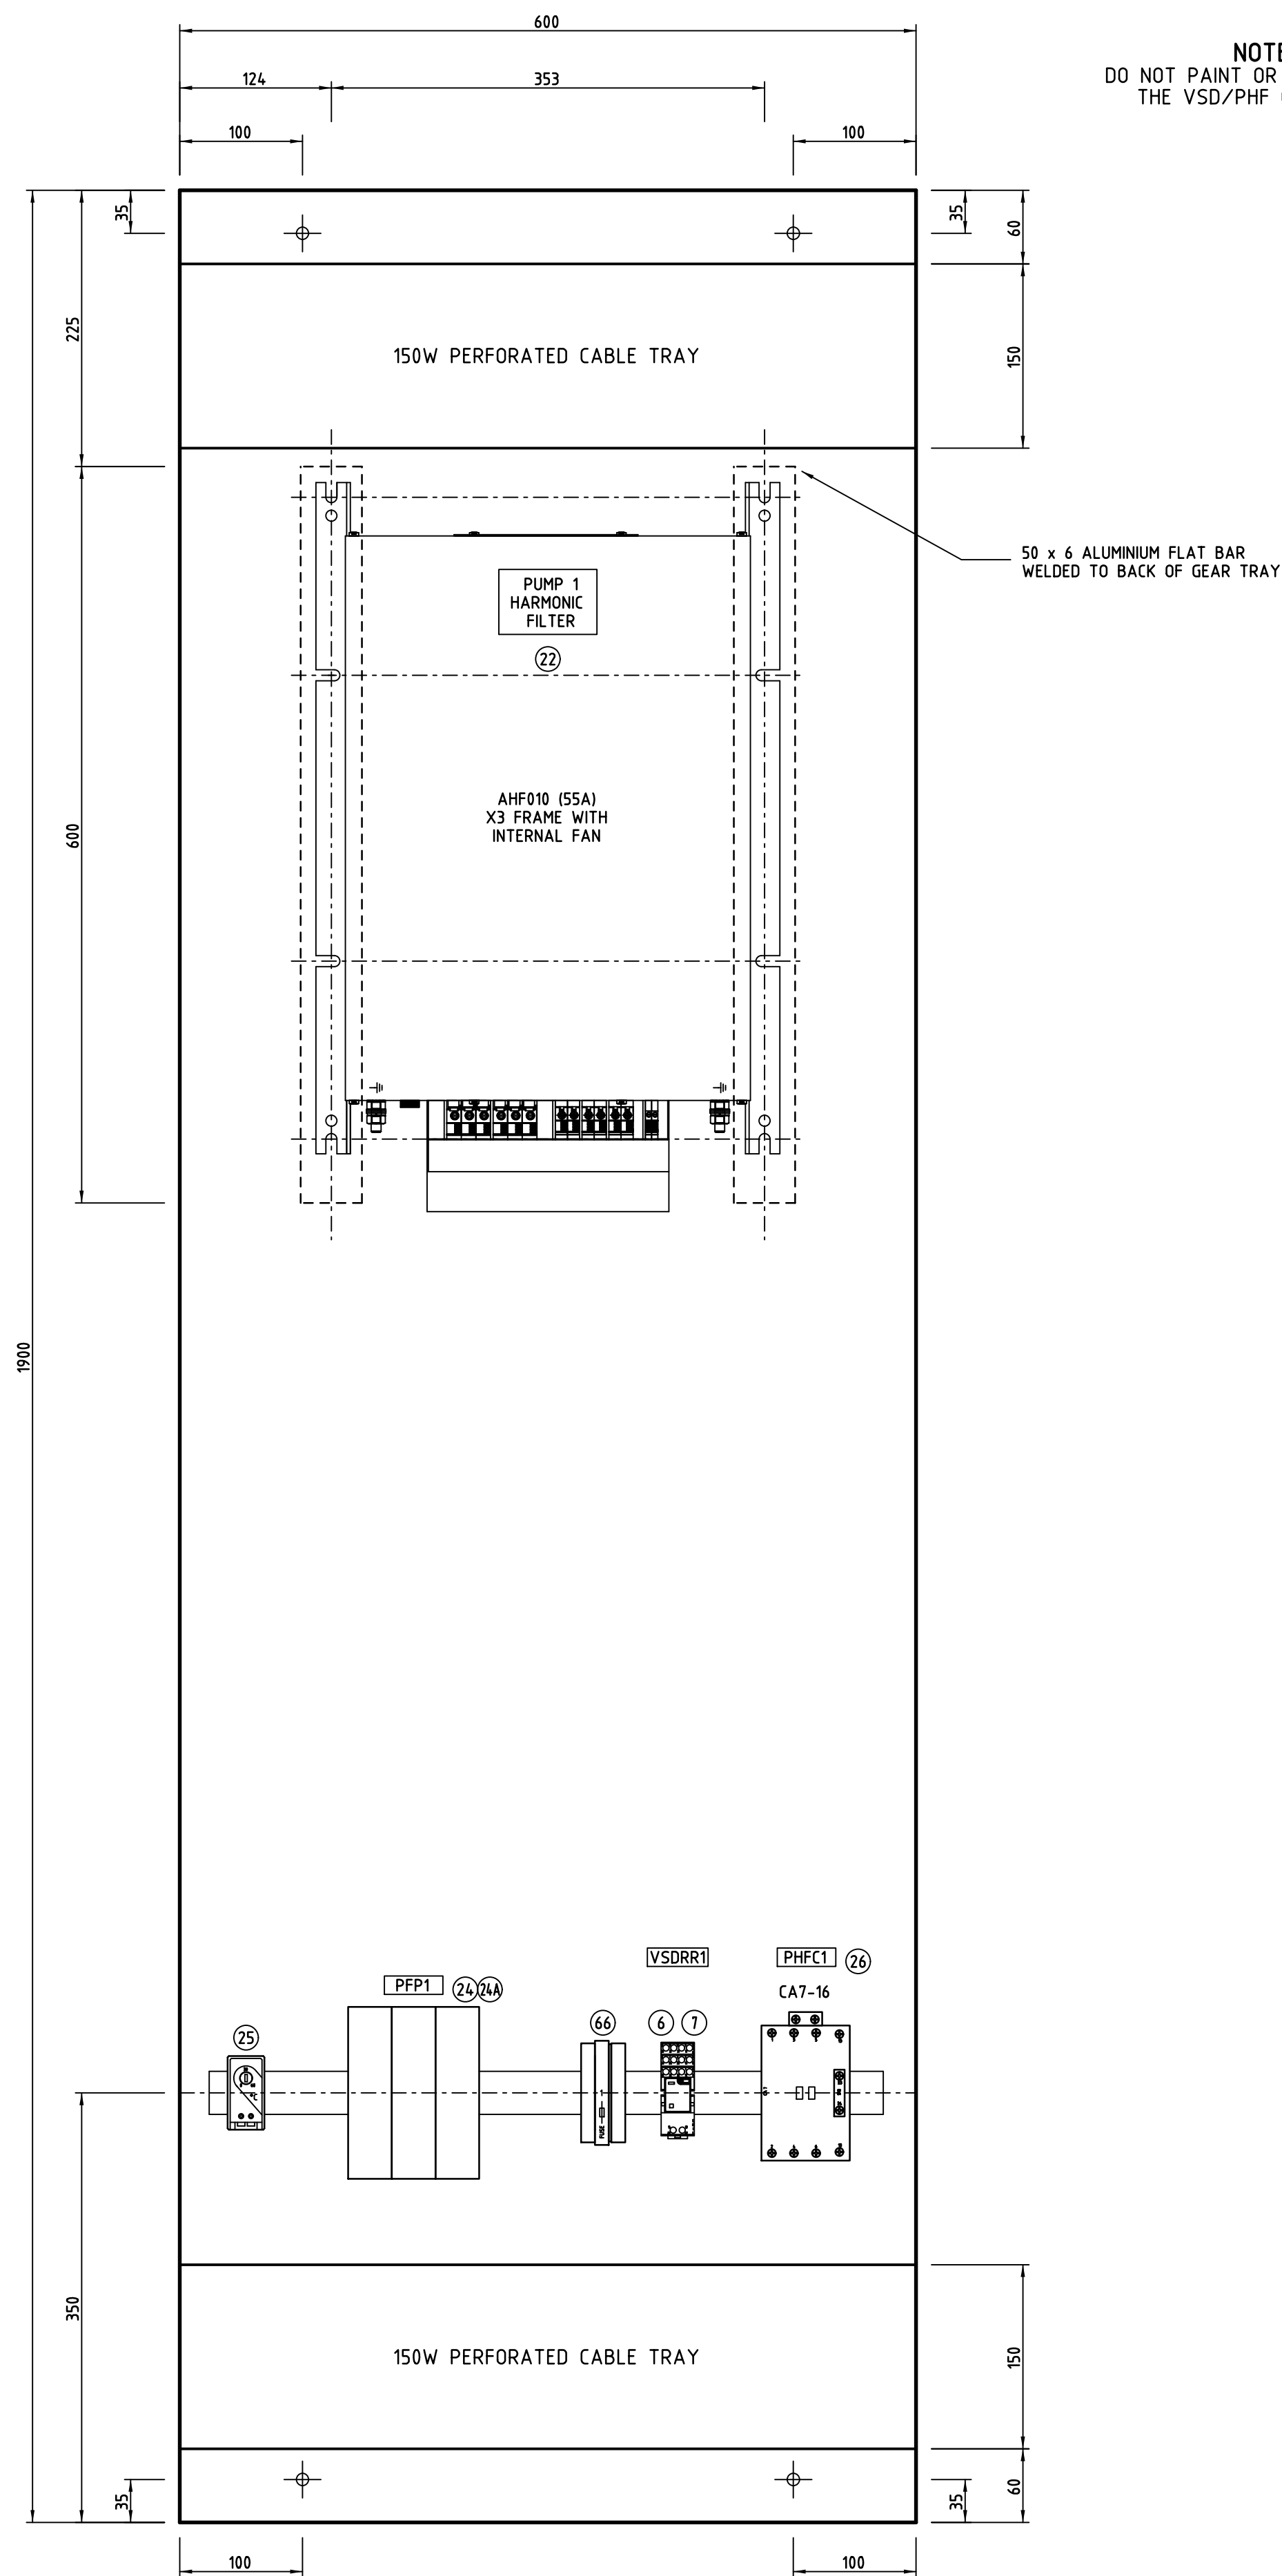 600
NOTE
DO NOT PAINT OR
THE VSD/PHF
124
353
100
100
35
35
60
225
150W PERFORATED CABLE TRAY
150
50 x 6 ALUMINIUM FLAT BAR
WELDED TO BACK OF GEAR TRAY
PUMP 1
HARMONIC
FILTER
22
600
AHF010 (55A)
X3 FRAME WITH
INTERNAL FAN
1900
VSDRR1
PHFC1
26
PFP1
24
24A
CA7-16
25
66
6
7
FUSE
1
350
150W PERFORATED CABLE TRAY
150
35
35
60
100
100